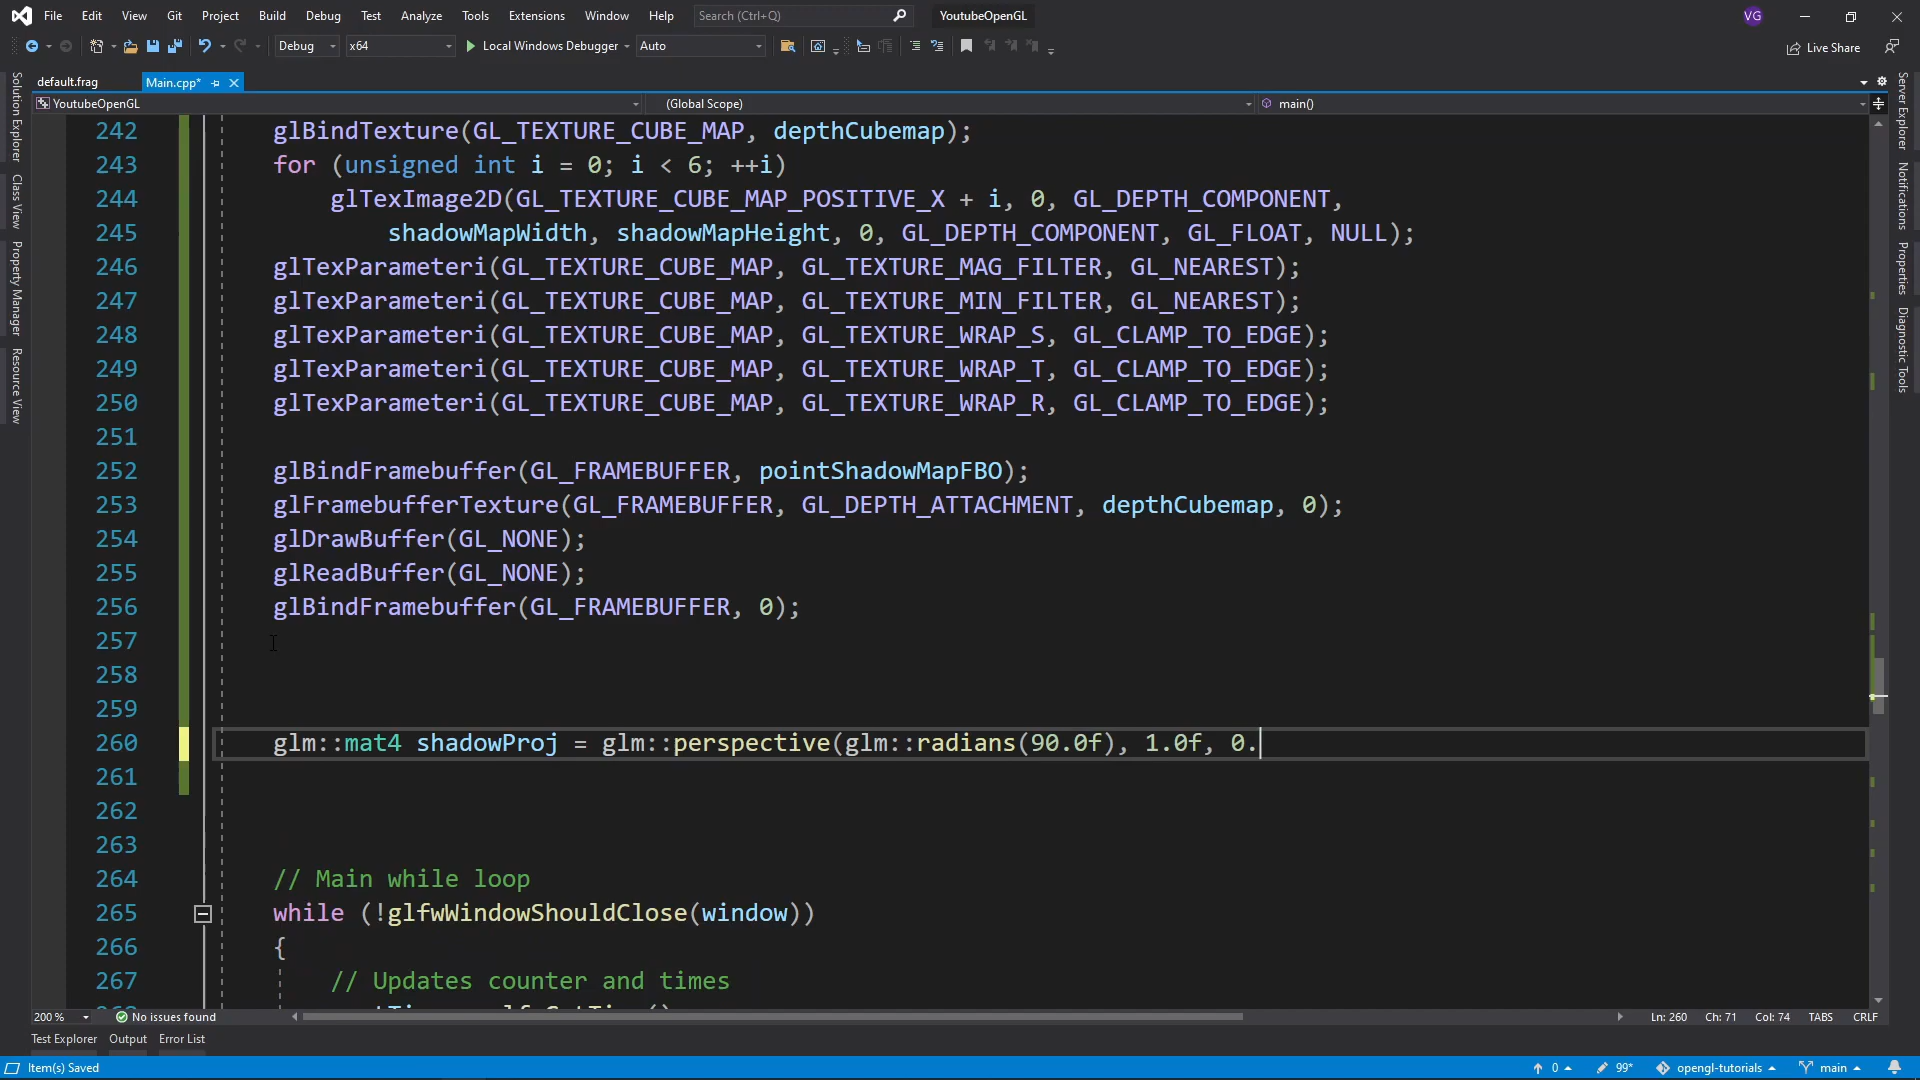 File Edit View Git Project Build Debug Test Analyze Tools Extensions Window Help Search (Ctrl+Q) YoutubeOpenGL VG
Debug x64 Local Windows Debugger Auto Live Share
default.frag Main.cpp*
YoutubeOpenGL (Global Scope) main()
242 glBindTexture(GL_TEXTURE_CUBE_MAP, depthCubemap);
243 for (unsigned int i = 0; i < 6; ++i)
244 glTexImage2D(GL_TEXTURE_CUBE_MAP_POSITIVE_X + i, 0, GL_DEPTH_COMPONENT,
245 shadowMapWidth, shadowMapHeight, 0, GL_DEPTH_COMPONENT, GL_FLOAT, NULL);
246 glTexParameteri(GL_TEXTURE_CUBE_MAP, GL_TEXTURE_MAG_FILTER, GL_NEAREST);
247 glTexParameteri(GL_TEXTURE_CUBE_MAP, GL_TEXTURE_MIN_FILTER, GL_NEAREST);
248 glTexParameteri(GL_TEXTURE_CUBE_MAP, GL_TEXTURE_WRAP_S, GL_CLAMP_TO_EDGE);
249 glTexParameteri(GL_TEXTURE_CUBE_MAP, GL_TEXTURE_WRAP_T, GL_CLAMP_TO_EDGE);
250 glTexParameteri(GL_TEXTURE_CUBE_MAP, GL_TEXTURE_WRAP_R, GL_CLAMP_TO_EDGE);
251
252 glBindFramebuffer(GL_FRAMEBUFFER, pointShadowMapFBO);
253 glFramebufferTexture(GL_FRAMEBUFFER, GL_DEPTH_ATTACHMENT, depthCubemap, 0);
254 glDrawBuffer(GL_NONE);
255 glReadBuffer(GL_NONE);
256 glBindFramebuffer(GL_FRAMEBUFFER, 0);
257
258
259
260 glm::mat4 shadowProj = glm::perspective(glm::radians(90.0f), 1.0f, 0.
261
262
263
264 // Main while loop
265 while (!glfwWindowShouldClose(window))
266 {
267 // Updates counter and times
Solution Explorer
Class View
Property Manager
Resource View
Server Explorer
Notifications
Properties
Diagnostic Tools
200 % No issues found Ln: 260 Ch: 71 Col: 74 TABS CRLF
Test Explorer Output Error List
Item(s) Saved 0 99* opengl-tutorials main